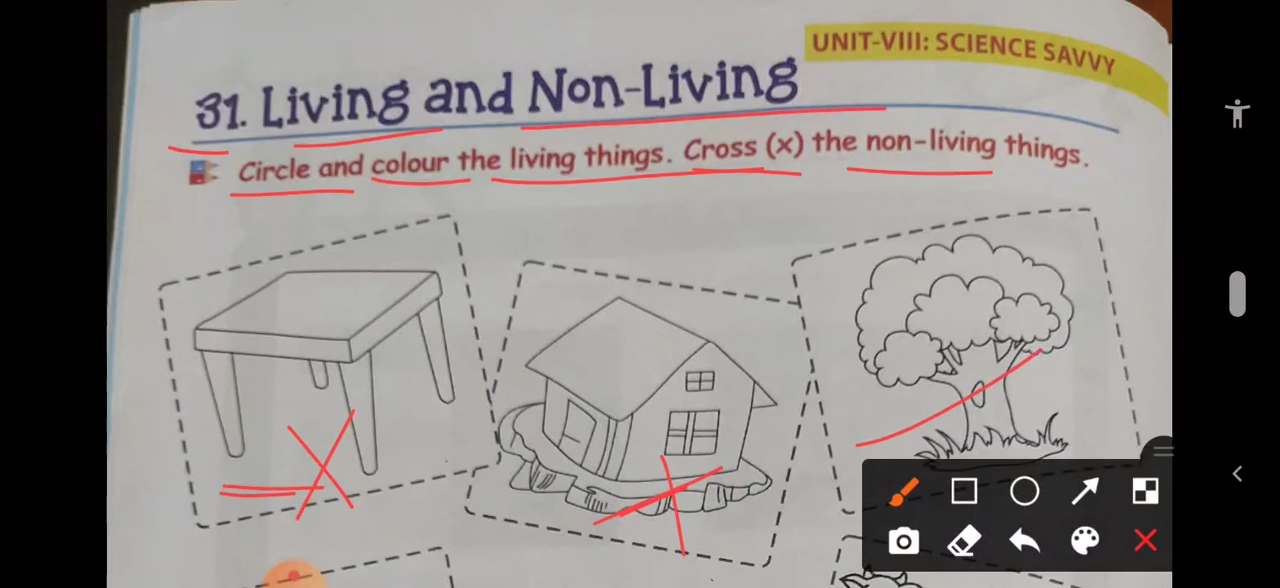 UNIT-VIII: SCIENCE SAVVY
31. Living and Non-Living
Circle and colour the living things. Cross (x) the non-living things.